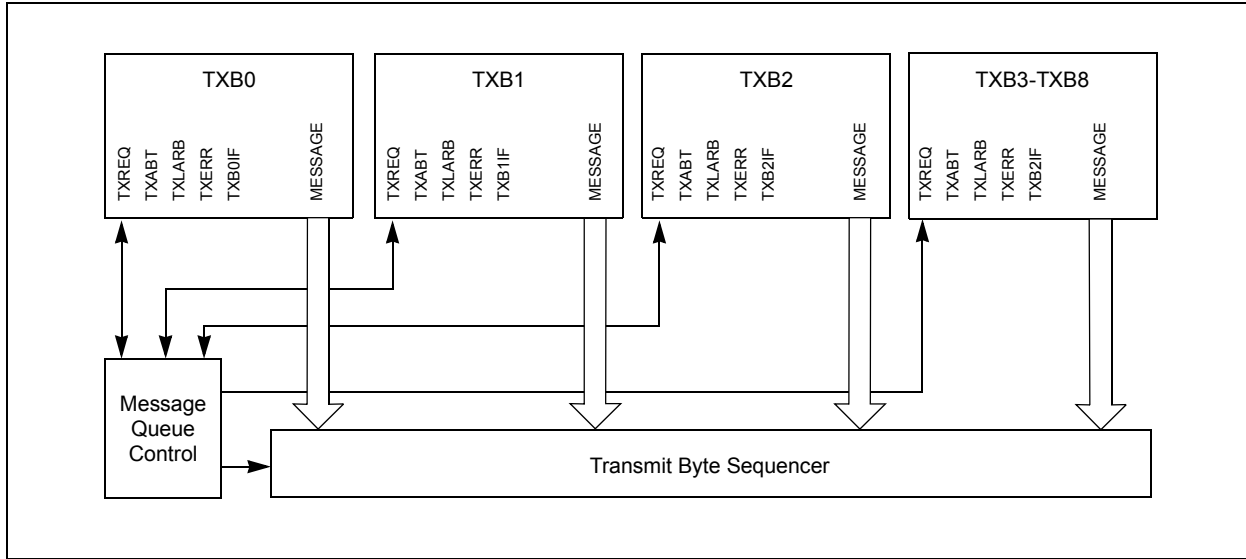 TXB0
TXREQ
TXABT
TXLARB
TXERR
TXB0IF
MESSAGE
TXB1
TXREQ
TXABT
TXLARB
TXERR
TXB1IF
MESSAGE
TXB2
TXREQ
TXABT
TXLARB
TXERR
TXB2IF
MESSAGE
TXB3-TXB8
TXREQ
TXABT
TXLARB
TXERR
TXB2IF
MESSAGE
Message
Queue
Control
Transmit Byte Sequencer